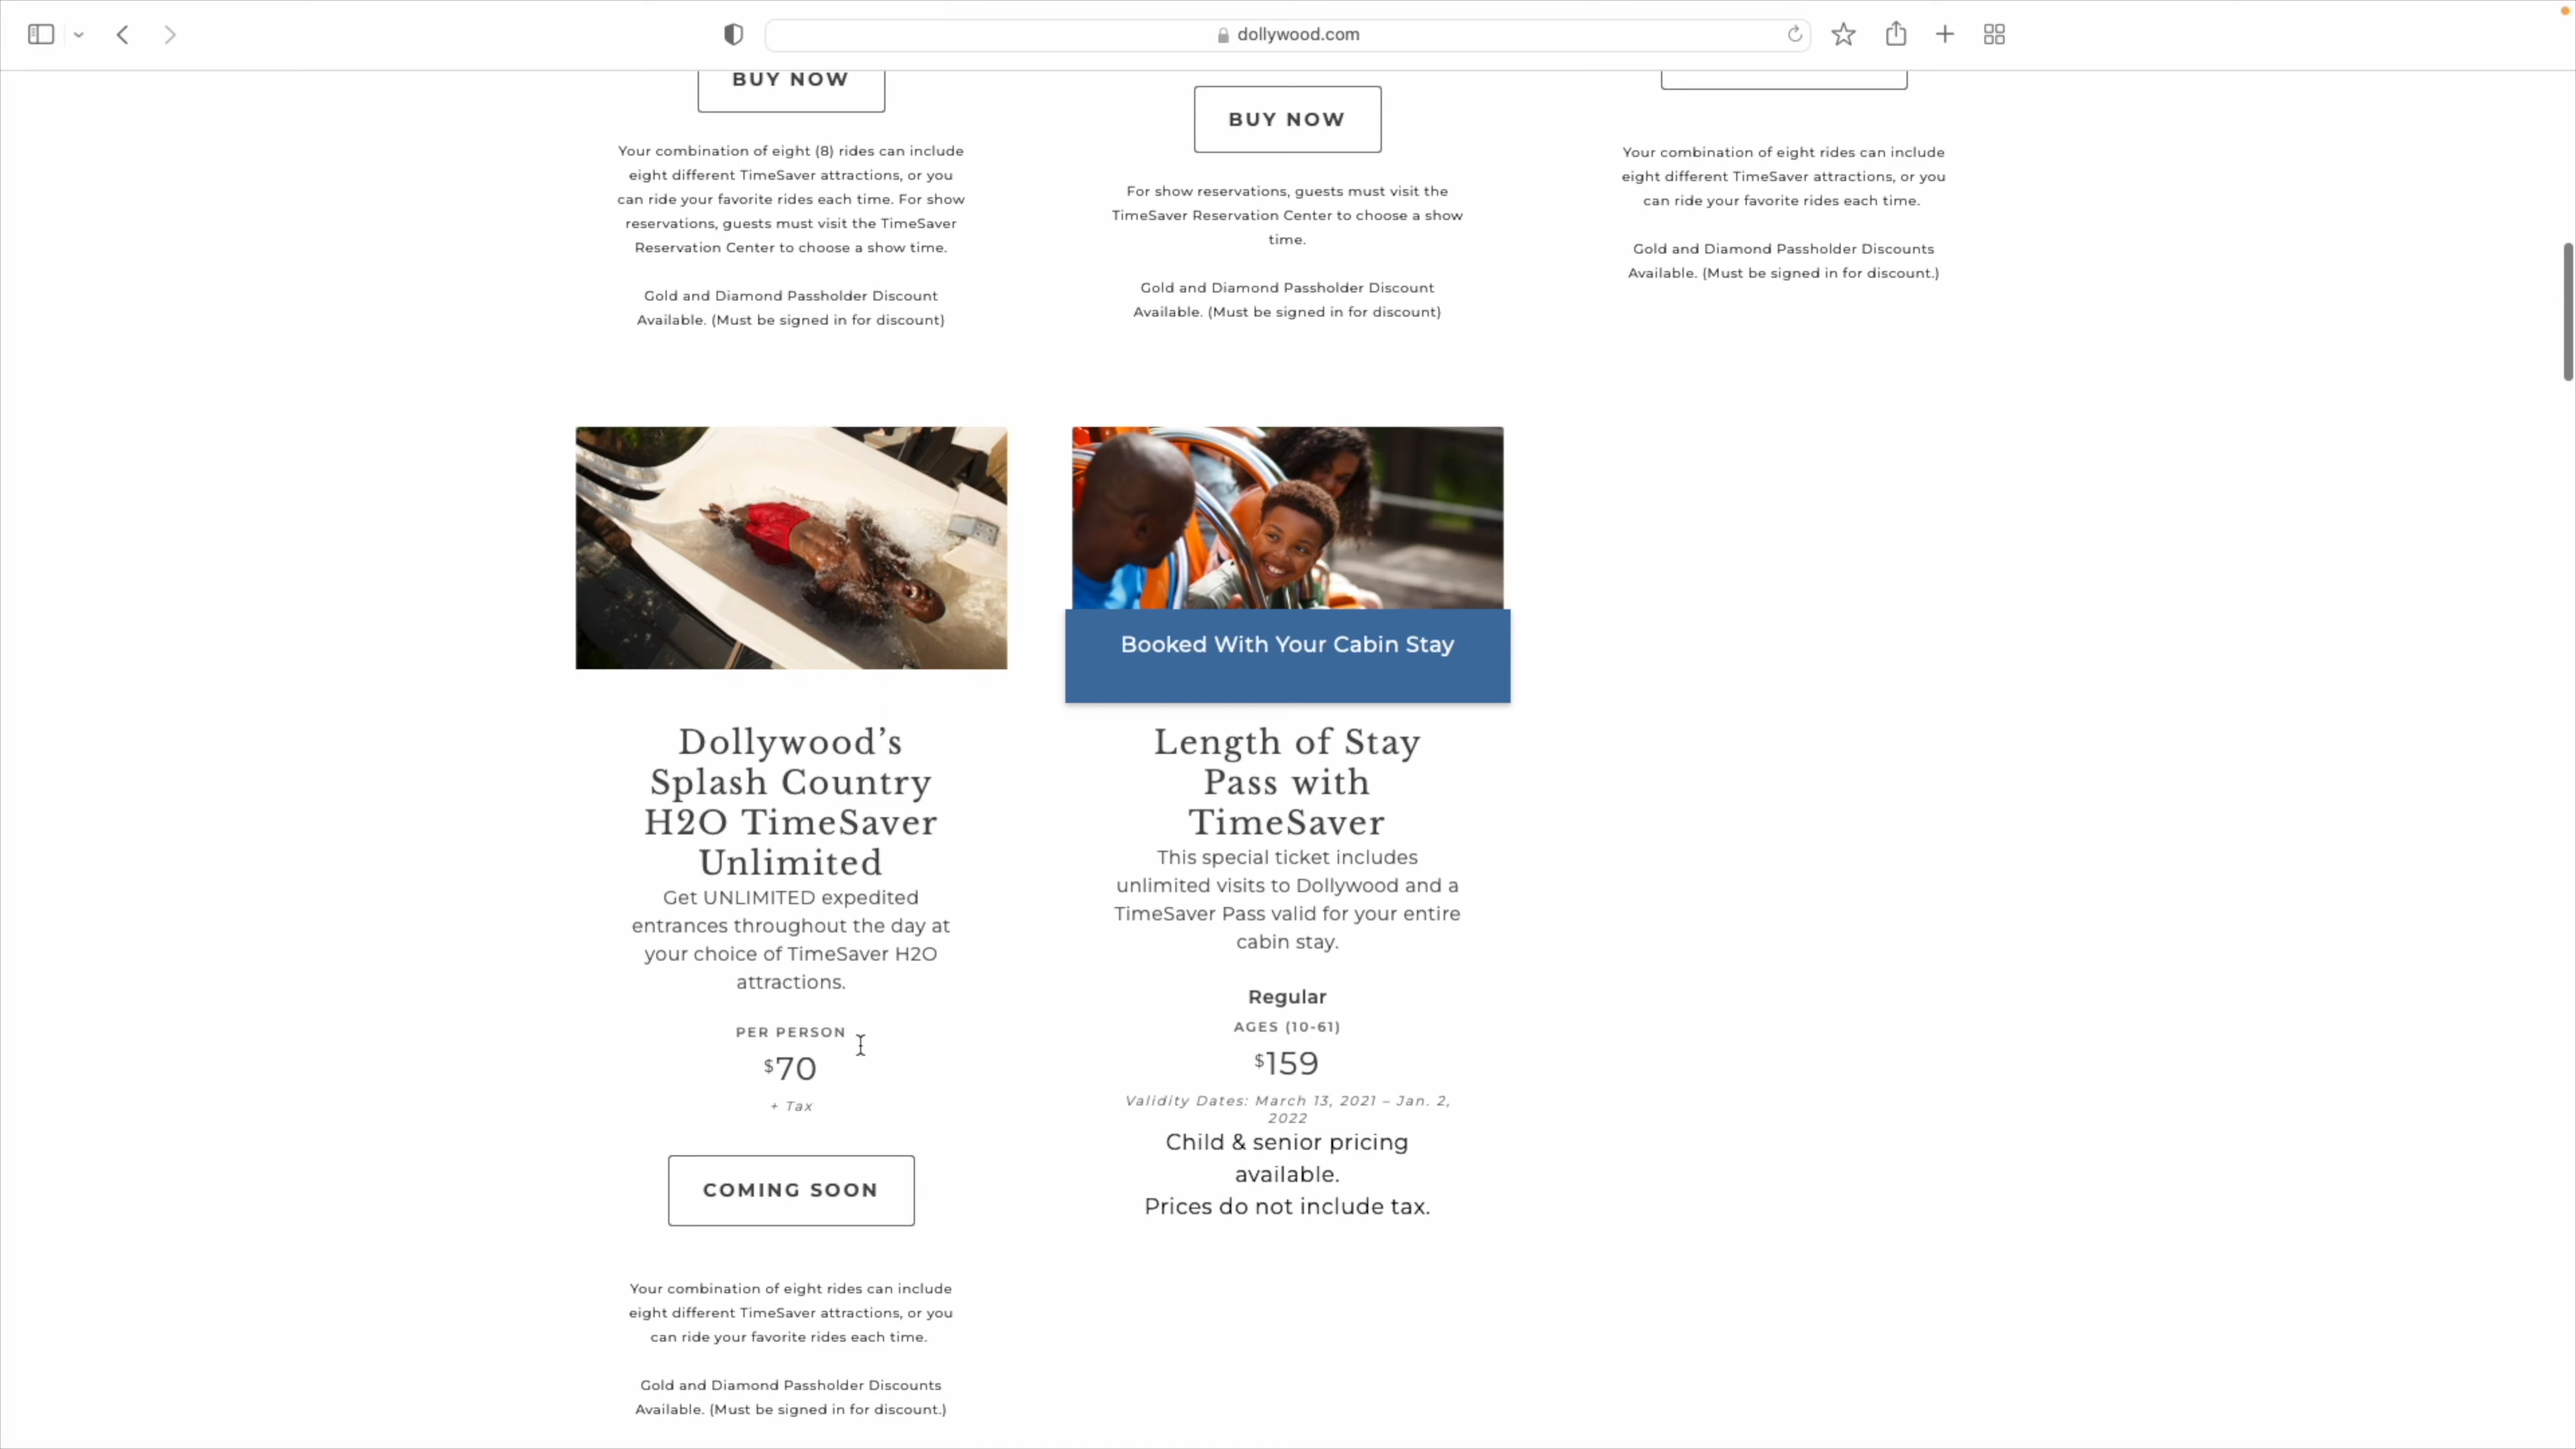 dollywood.com
BUY NOW
Your combination of eight (8) rides can include
eight different TimeSaver attractions, or you
can ride your favorite rides each time. For show
reservations, guests must visit the TimeSaver
Reservation Center to choose a show time.
Gold and Diamond Passholder Discount
Available. (Must be signed in for discount)
BUY NOW
For show reservations, guests must visit the
TimeSaver Reservation Center to choose a show
time.
Gold and Diamond Passholder Discount
Available. (Must be signed in for discount)
Your combination of eight rides can include
eight different TimeSaver attractions, or you
can ride your favorite rides each time.
Gold and Diamond Passholder Discounts
Available. (Must be signed in for discount.)
Dollywood’s
Splash Country
H2O TimeSaver
Unlimited
Get UNLIMITED expedited
entrances throughout the day at
your choice of TimeSaver H2O
attractions.
PER PERSON
$70
+ Tax
COMING SOON
Your combination of eight rides can include
eight different TimeSaver attractions, or you
can ride your favorite rides each time.
Gold and Diamond Passholder Discounts
Available. (Must be signed in for discount.)
Booked With Your Cabin Stay
Length of Stay
Pass with
TimeSaver
This special ticket includes
unlimited visits to Dollywood and a
TimeSaver Pass valid for your entire
cabin stay.
Regular
AGES (10-61)
$159
Validity Dates: March 13, 2021 – Jan. 2,
2022
Child & senior pricing
available.
Prices do not include tax.